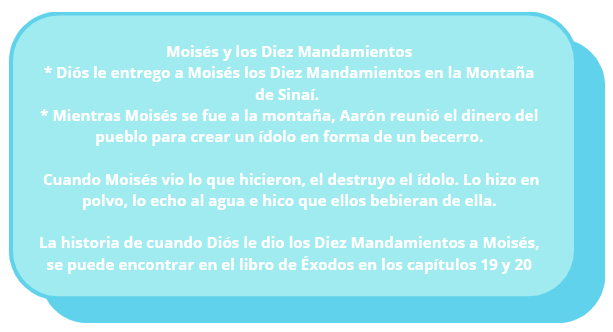 Moisés y los Diez Mandamientos
* Diós le entrego a Moisés los Diez Mandamientos en la Montaña
de Sinaí.
* Mientras Moisés se fue a la montaña, Aarón reunió el dinero del
pueblo para crear un ídolo en forma de un becerro.
Cuando Moisés vio lo que hicieron, el destruyo el ídolo. Lo hizo en
polvo, lo echo al agua e hico que ellos bebieran de ella.
La historia de cuando Diós le dio los Diez Mandamientos a Moisés,
se puede encontrar en el libro de Éxodos en los capítulos 19 y 20